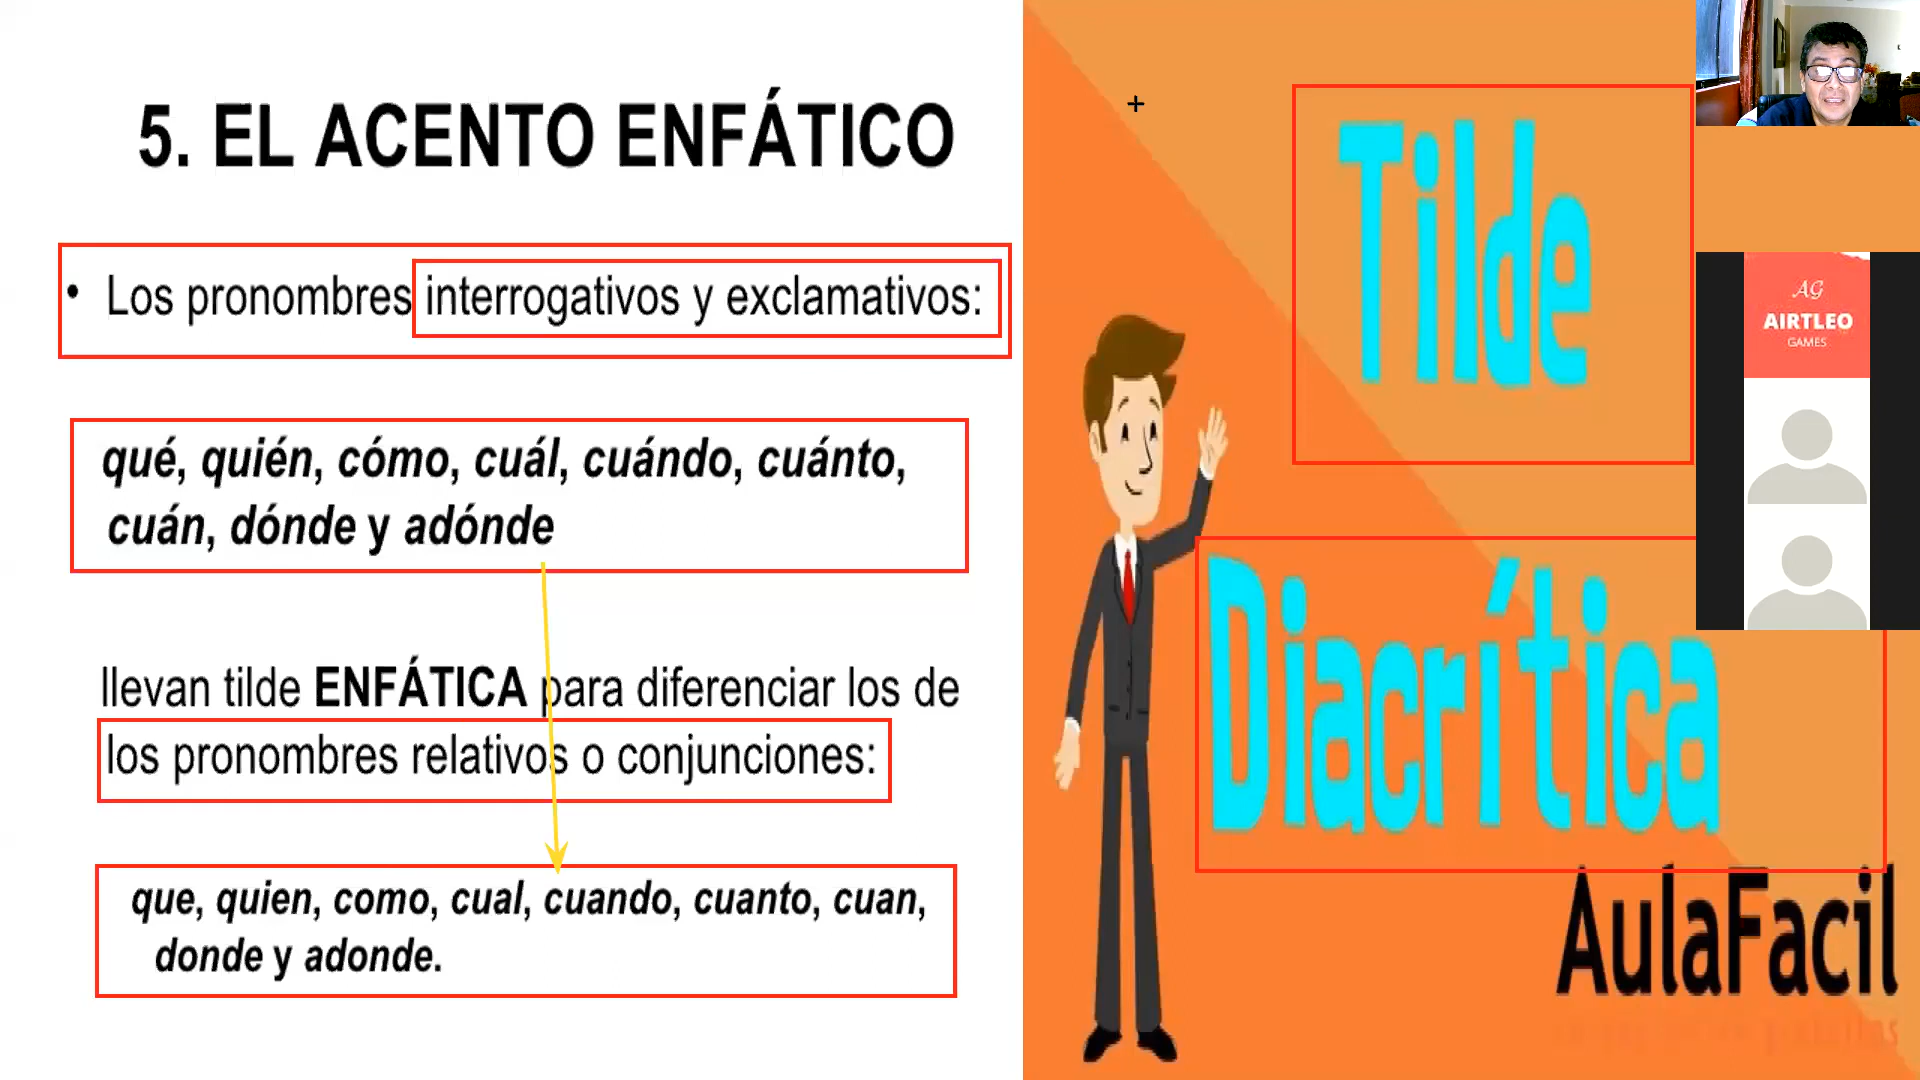 5. EL ACENTO ENFÁTICO
• Los pronombres interrogativos y exclamativos:
qué, quién, cómo, cuál, cuándo, cuánto,
cuán, dónde y adónde
llevan tilde ENFÁTICA para diferenciar los de
los pronombres relativos o conjunciones:
que, quien, como, cual, cuando, cuanto, cuan,
donde y adonde.
Tilde
Diacrítica
AulaFacil
AG
AIRTLEO
GAMES